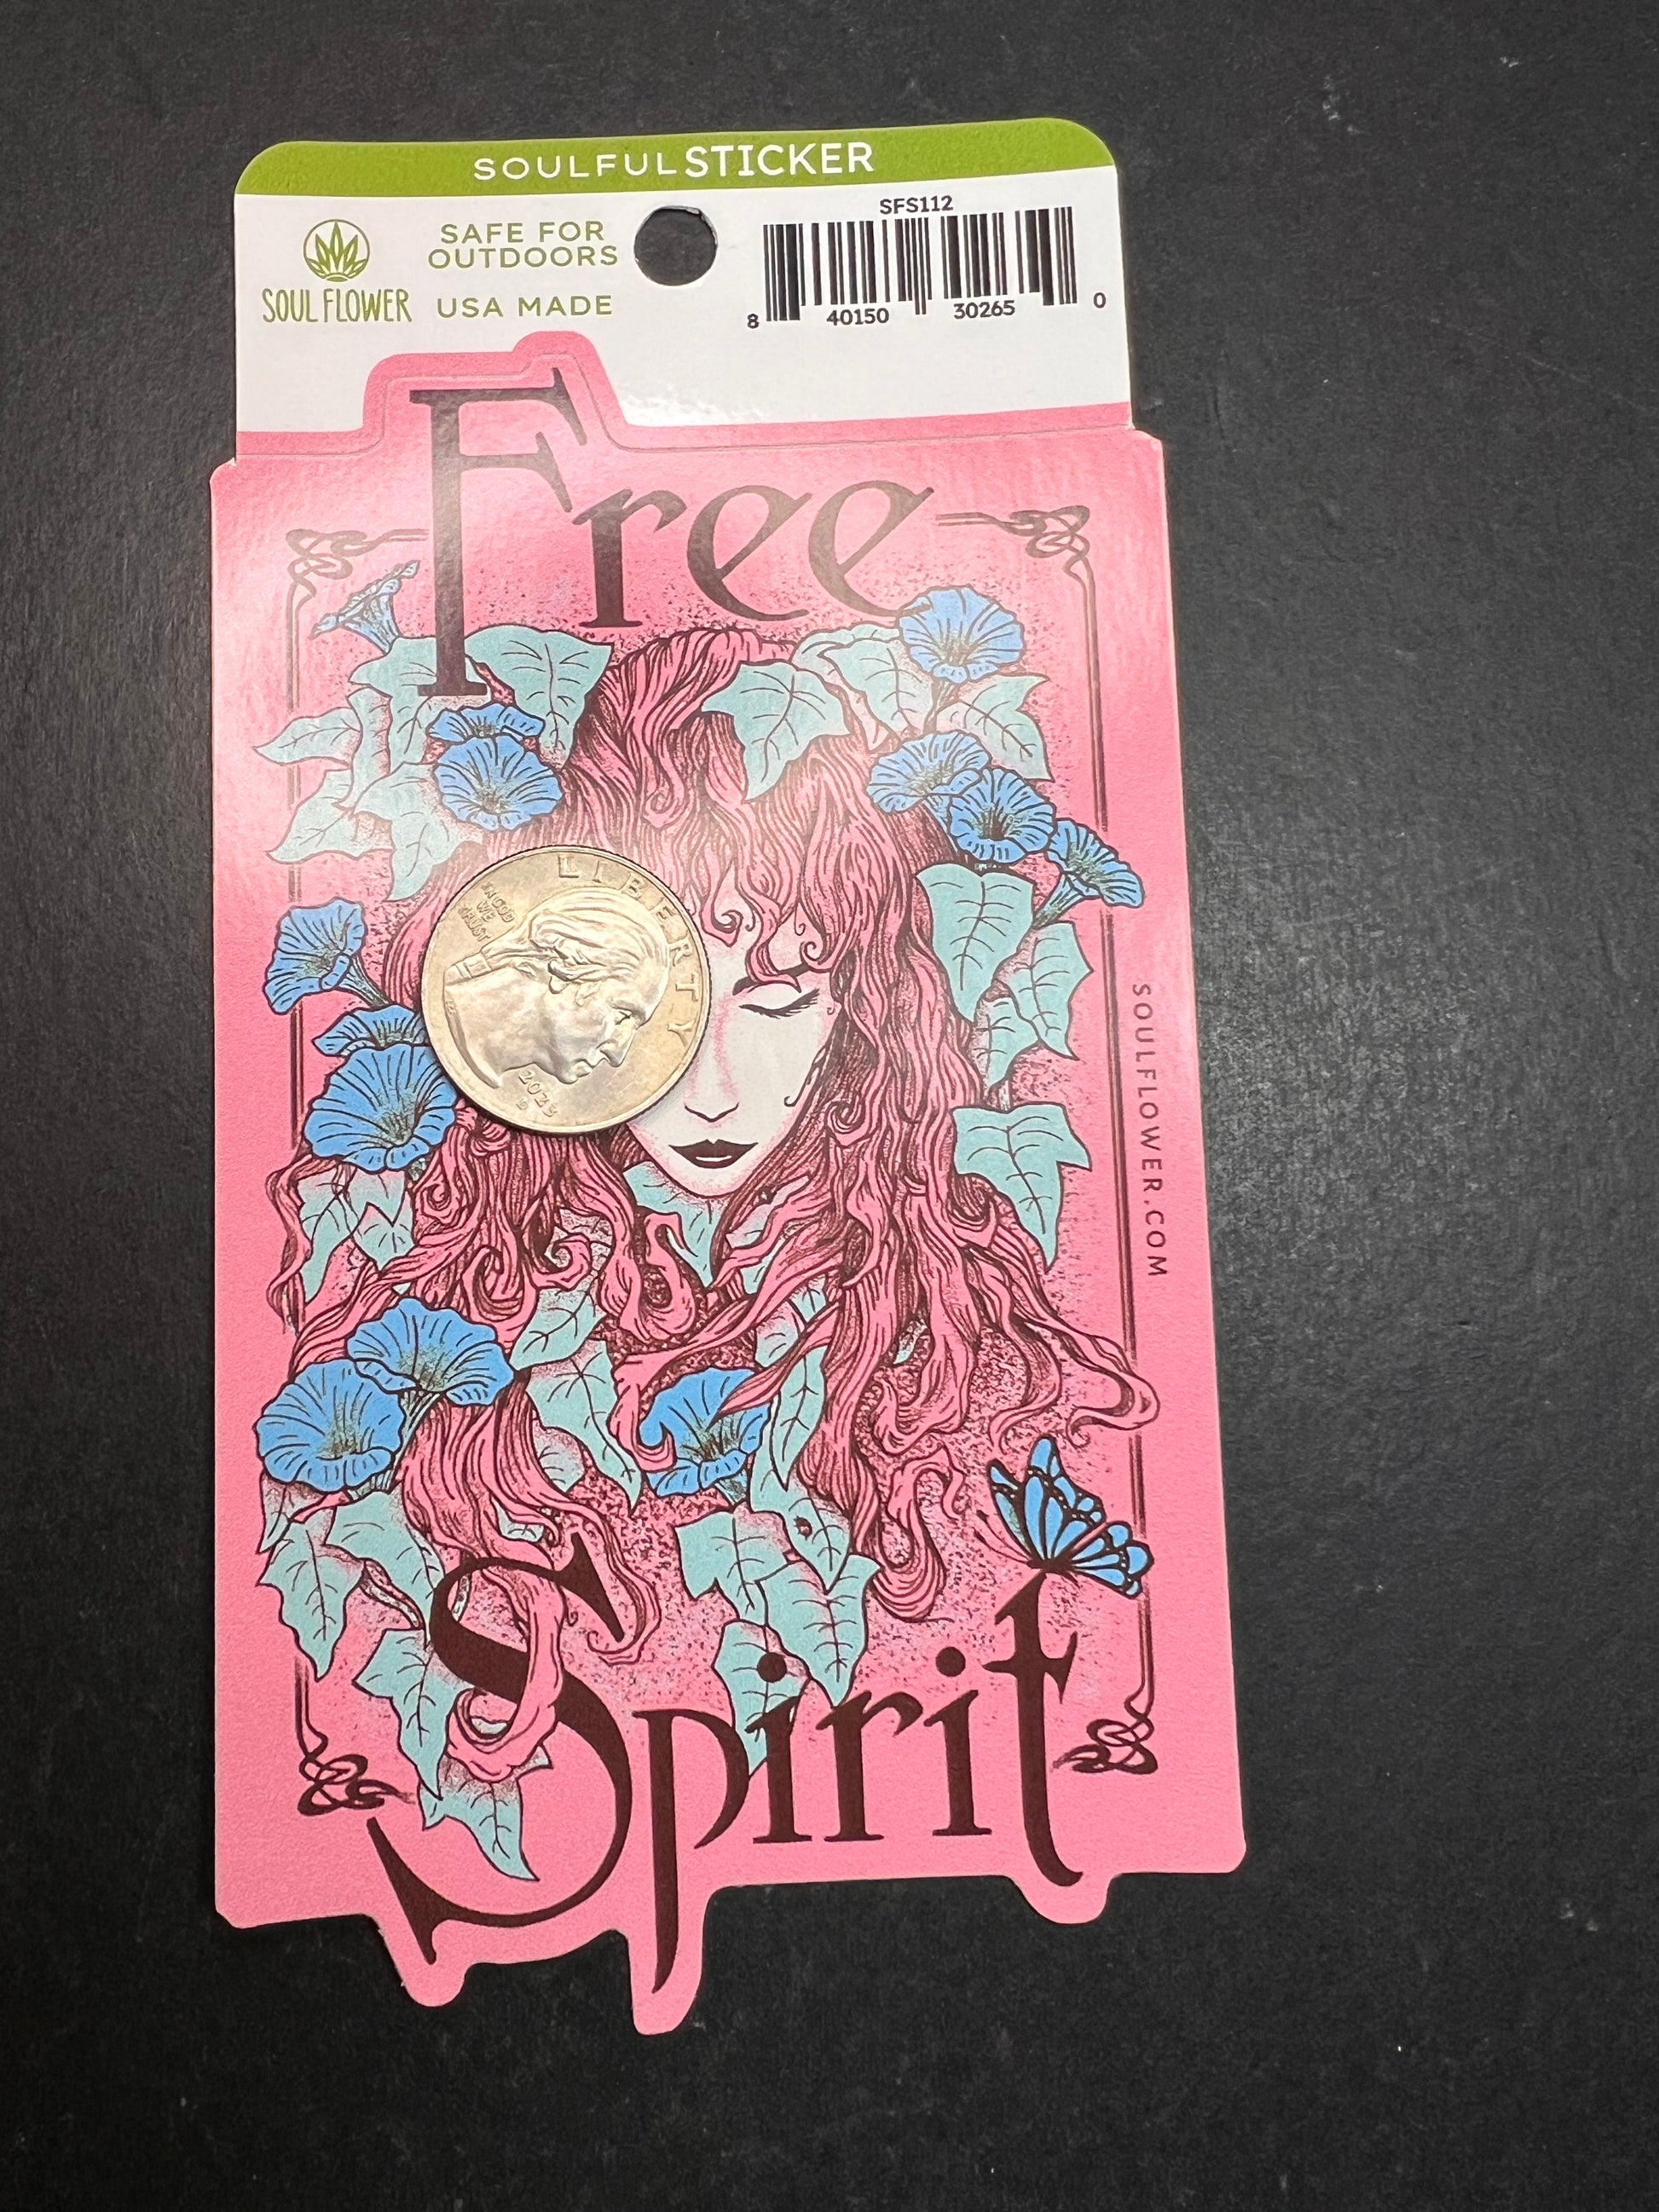 SOULFULSTICKER
SOUL FLOWER
SAFE FOR
OUTDOORS
USA MADE
SFS112
8 40150 30265 0
Free
LIBERTY
IN GOD
WE
TRUST
2023
D
SOULFLOWER.COM
Spirit